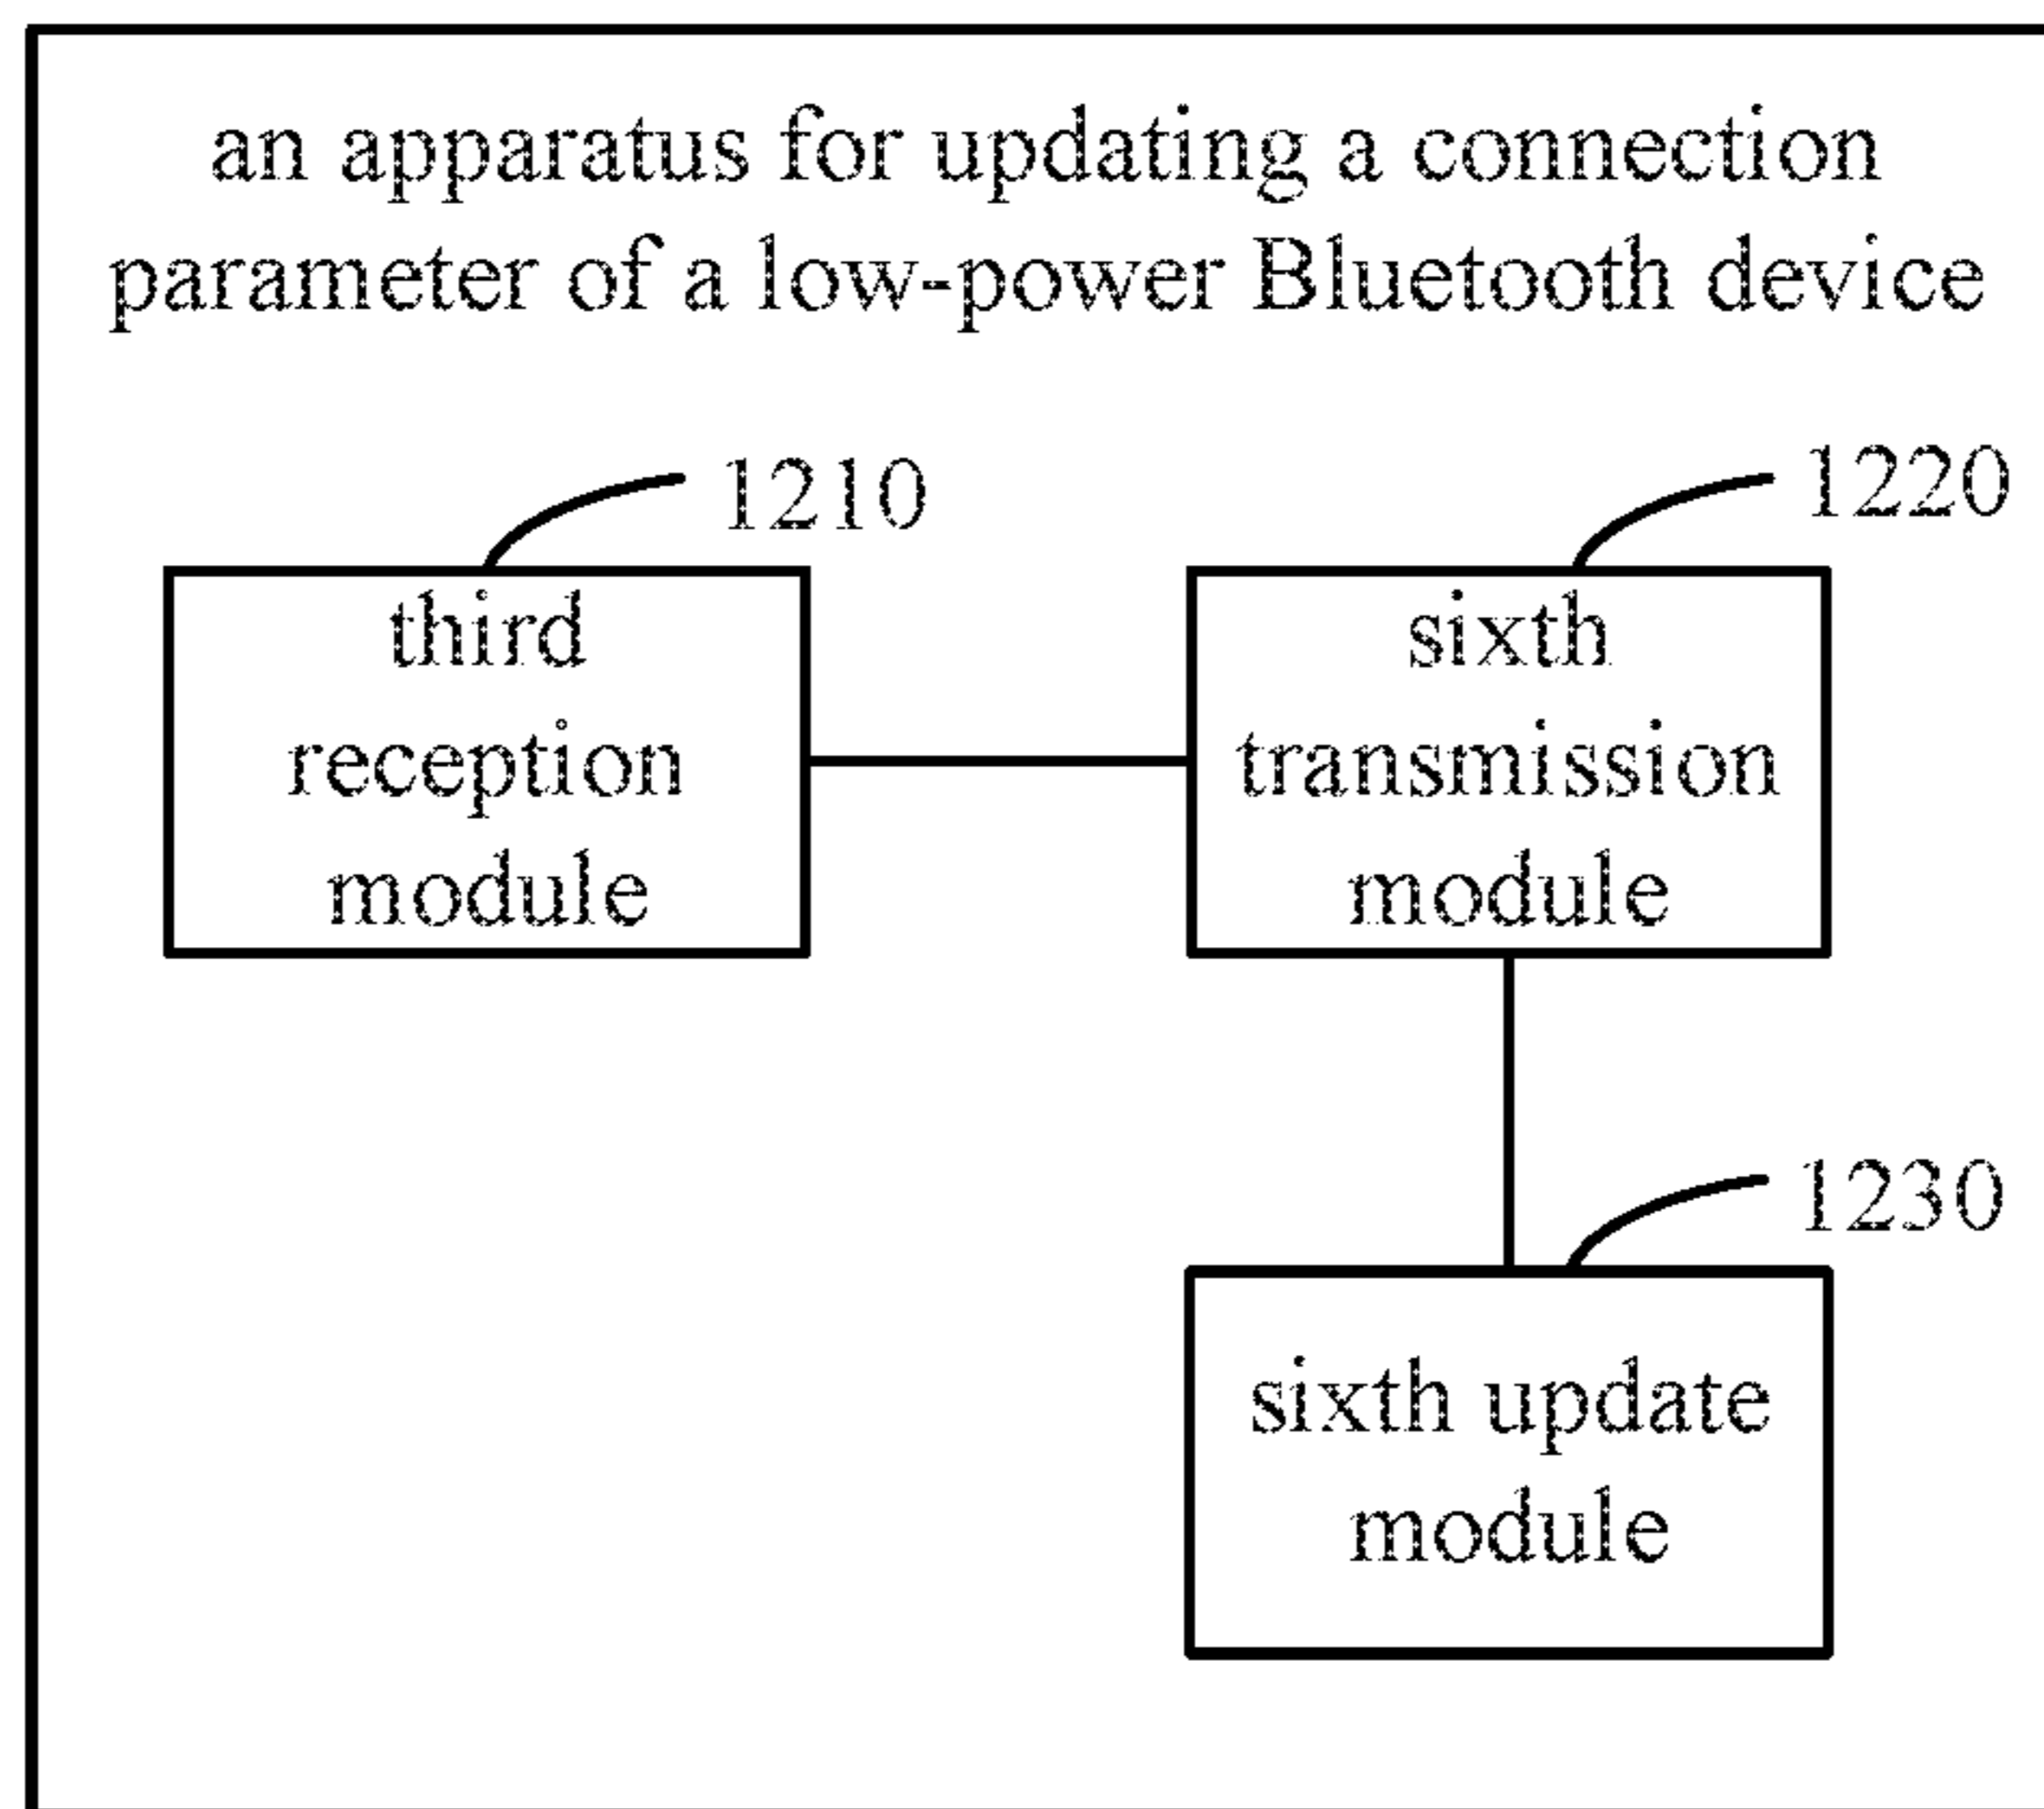 an apparatus for updating a connection
parameter of a low-power Bluetooth device
1210
1220
third
reception
module
sixth
transmission
module
1230
sixth update
module